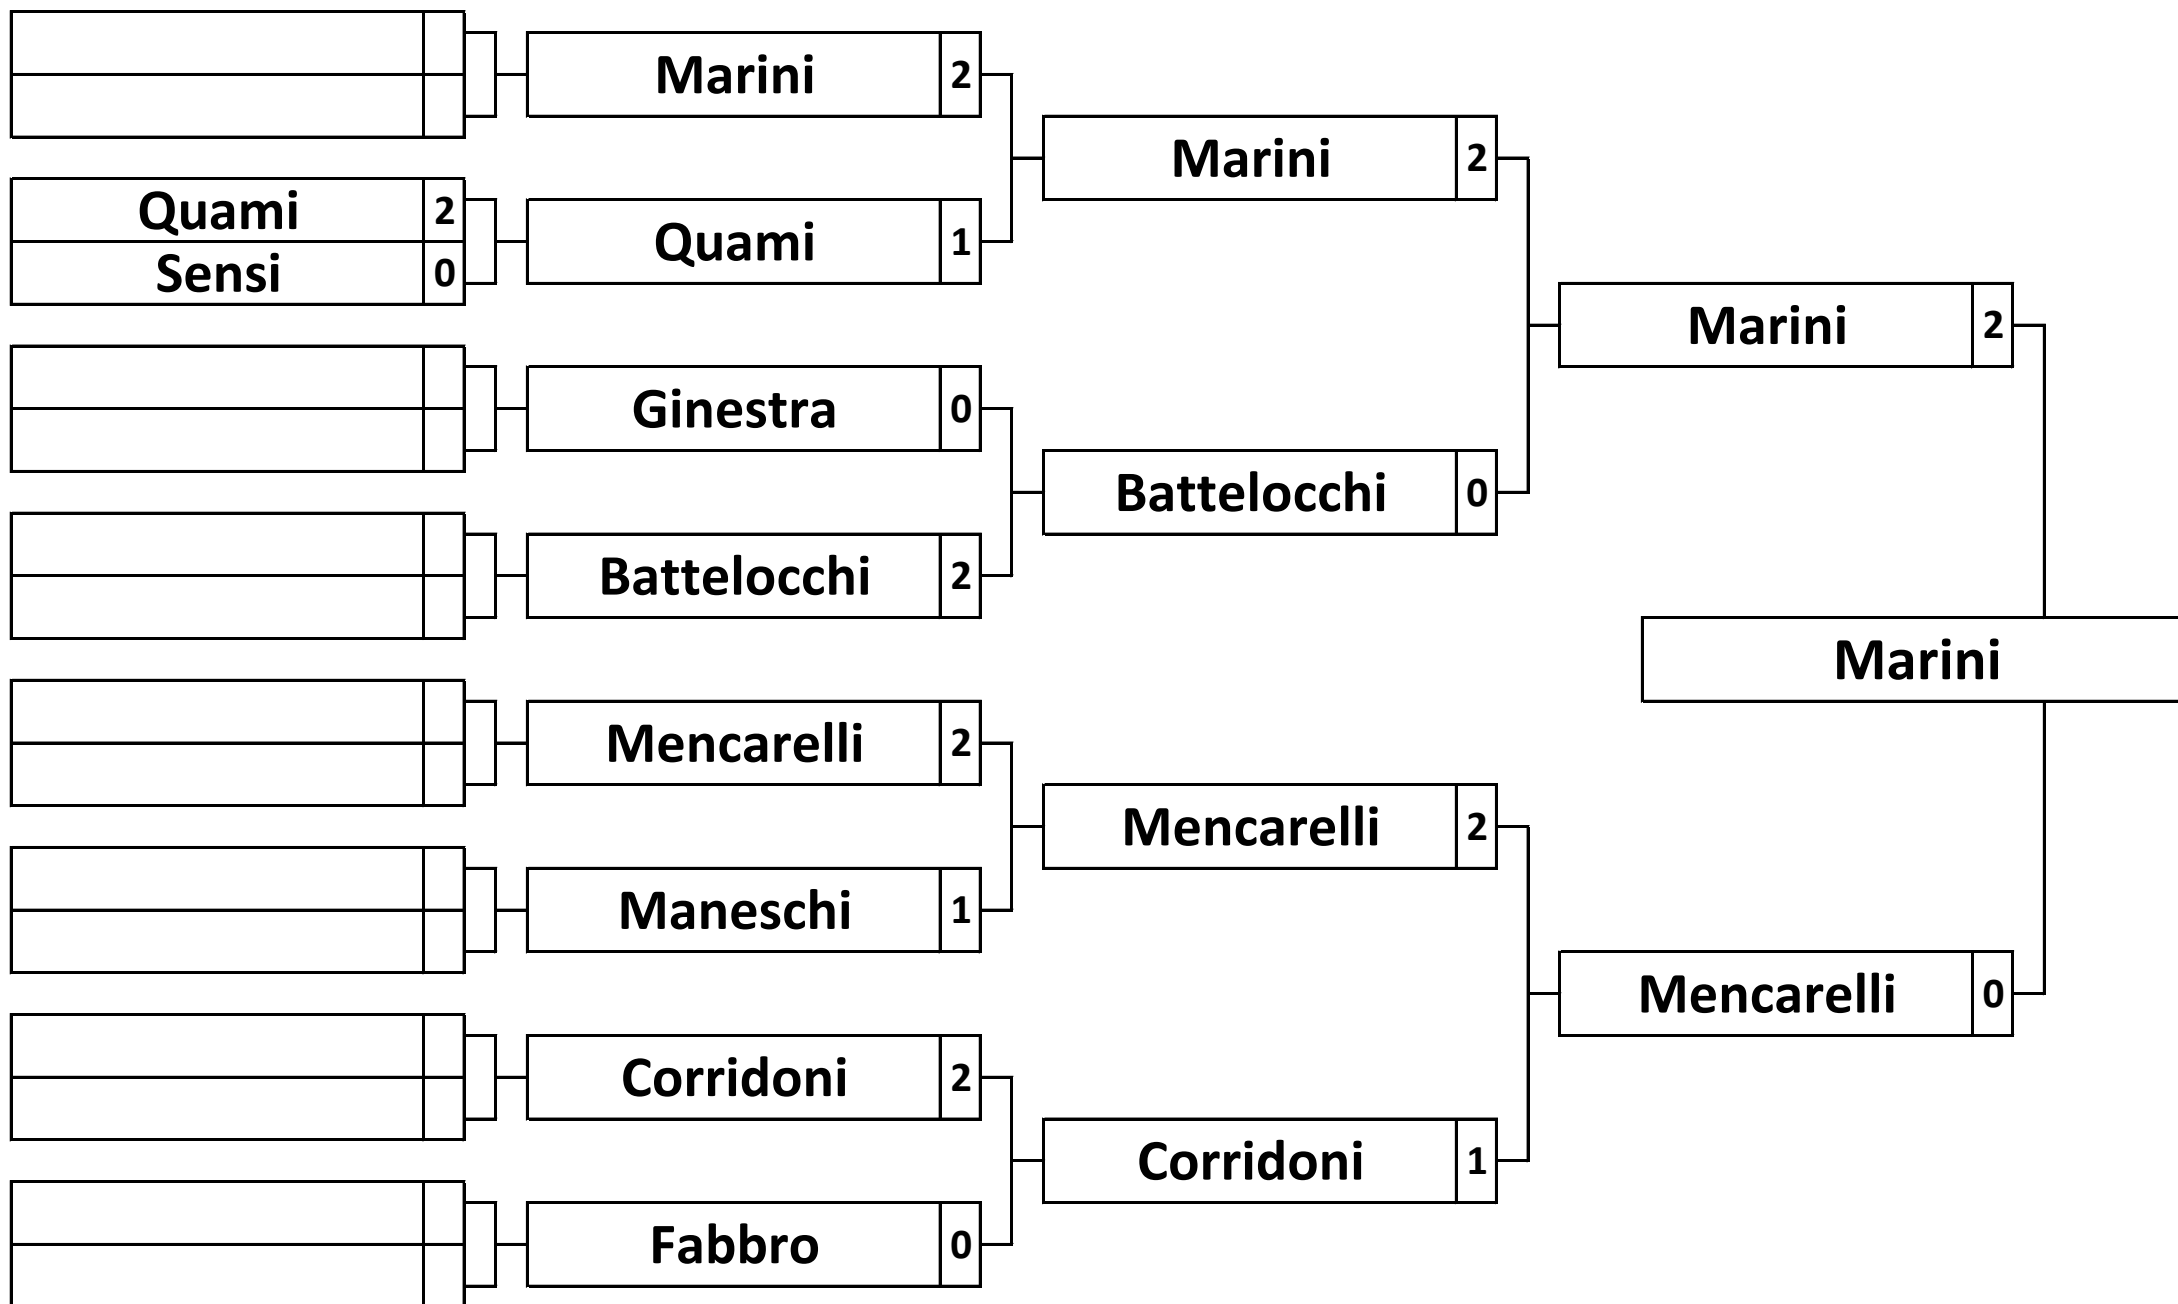 Marini 2
Marini 2
Quami 2
Sensi 0
Quami 1
Marini 2
Ginestra 0
Battelocchi 0
Battelocchi 2
Marini
Mencarelli 2
Mencarelli 2
Maneschi 1
Mencarelli 0
Corridoni 2
Corridoni 1
Fabbro 0